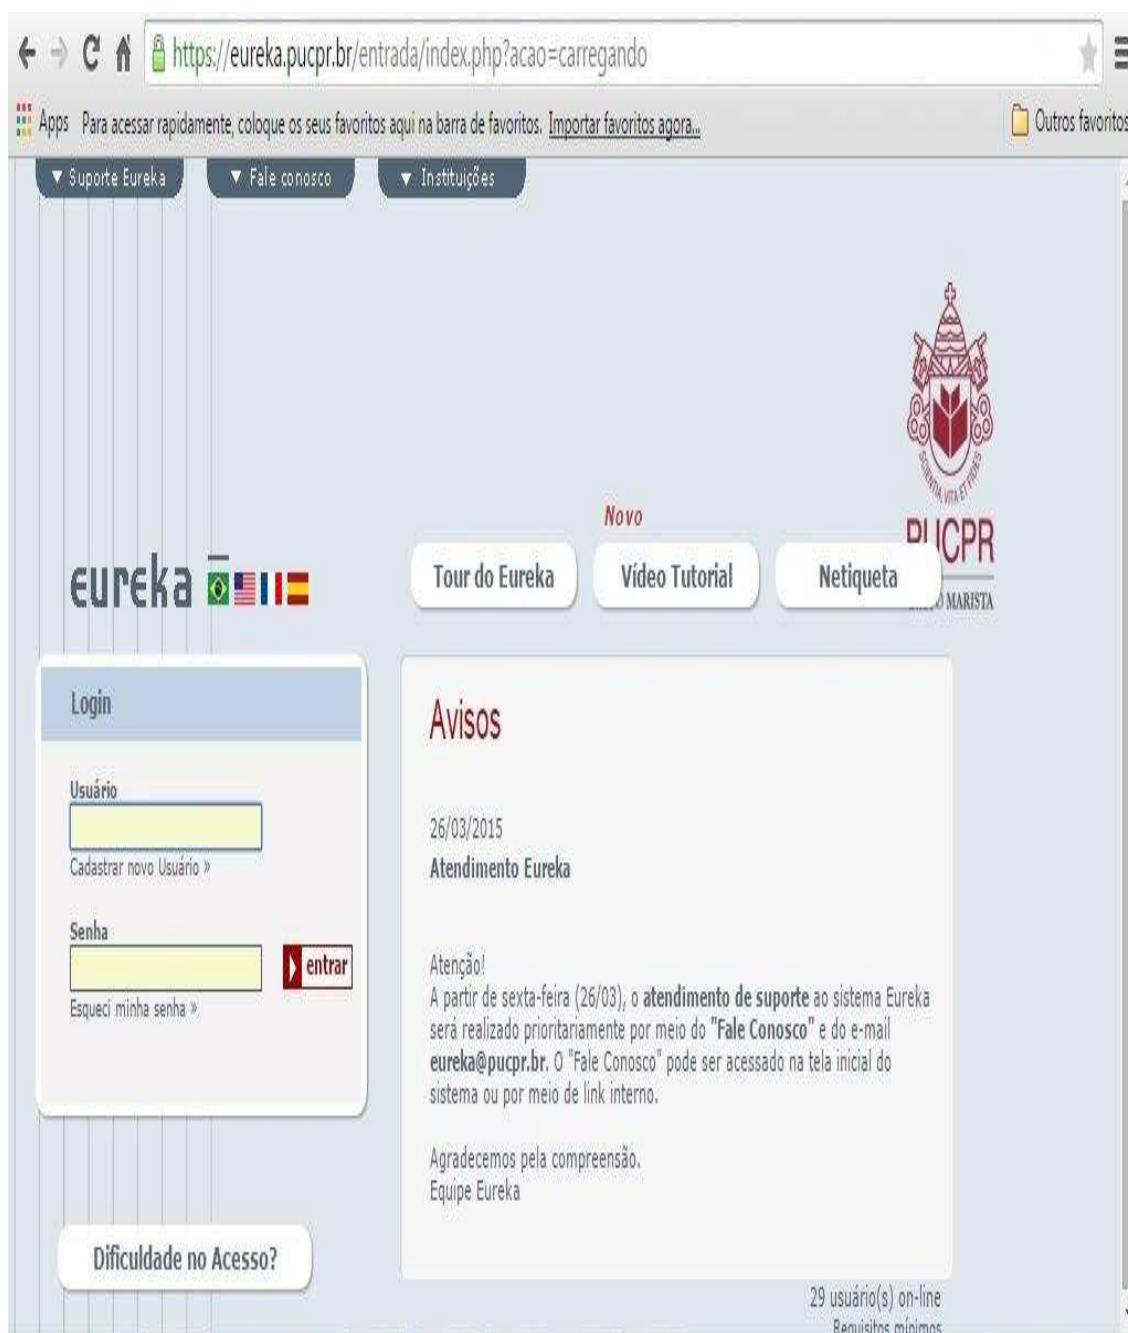 https://eureka.pucpr.br/entrada/index.php?acao=carregando
Apps Para acessar rapidamente, coloque os seus favoritos aqui na barra de favoritos. Importar favoritos agora... Outros favoritos
▼ Suporte Eureka ▼ Fale conosco ▼ Instituições
SCIENTIA, VITA ET FIDES
PUCPR
MARISTA
Novo
eureka
Tour do Eureka Vídeo Tutorial Netiqueta
Login
Usuário
Cadastrar novo Usuário »
Senha
entrar
Esqueci minha senha »
Dificuldade no Acesso?
Avisos
26/03/2015
Atendimento Eureka
Atenção!
A partir de sexta-feira (26/03), o atendimento de suporte ao sistema Eureka
será realizado prioritariamente por meio do "Fale Conosco" e do e-mail
eureka@pucpr.br. O "Fale Conosco" pode ser acessado na tela inicial do
sistema ou por meio de link interno.
Agradecemos pela compreensão.
Equipe Eureka
29 usuário(s) on-line
Requisitos mínimos